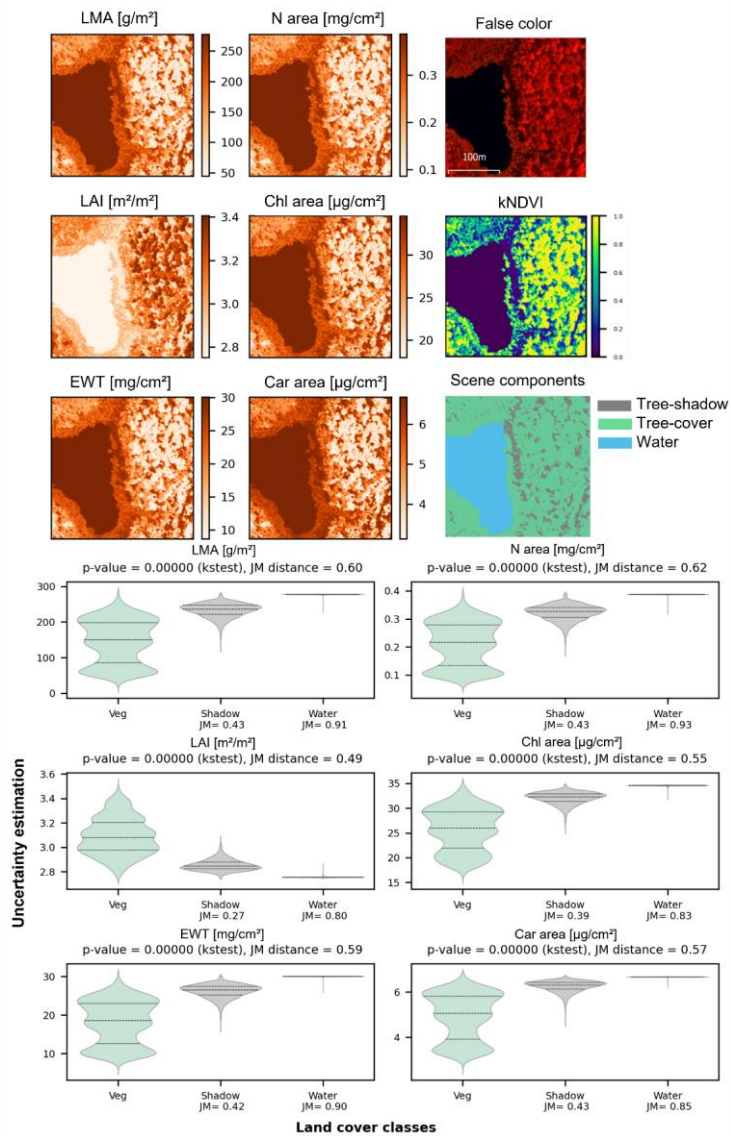 LMA [g/m²]
N area [mg/cm²]
False color
250
200
150
100
50
0.3
0.2
0.1
100m
LAI [m²/m²]
Chl area [µg/cm²]
kNDVI
3.4
3.2
3.0
2.8
30
25
20
1.0
0.8
0.6
0.4
0.2
0.0
EWT [mg/cm²]
Car area [µg/cm²]
Scene components
30
25
20
15
10
6
5
4
Tree-shadow
Tree-cover
Water
LMA [g/m²]
p-value = 0.00000 (kstest), JM distance = 0.60
300
200
100
0
Veg
Shadow
JM= 0.43
Water
JM= 0.91
N area [mg/cm²]
p-value = 0.00000 (kstest), JM distance = 0.62
0.4
0.3
0.2
0.1
Veg
Shadow
JM= 0.43
Water
JM= 0.93
LAI [m²/m²]
p-value = 0.00000 (kstest), JM distance = 0.49
3.6
3.4
3.2
3.0
2.8
Veg
Shadow
JM= 0.27
Water
JM= 0.80
Chl area [µg/cm²]
p-value = 0.00000 (kstest), JM distance = 0.55
35
30
25
20
15
Veg
Shadow
JM= 0.39
Water
JM= 0.83
EWT [mg/cm²]
p-value = 0.00000 (kstest), JM distance = 0.59
30
20
10
Veg
Shadow
JM= 0.42
Water
JM= 0.90
Car area [µg/cm²]
p-value = 0.00000 (kstest), JM distance = 0.57
6
4
Veg
Shadow
JM= 0.43
Water
JM= 0.85
Uncertainty estimation
Land cover classes